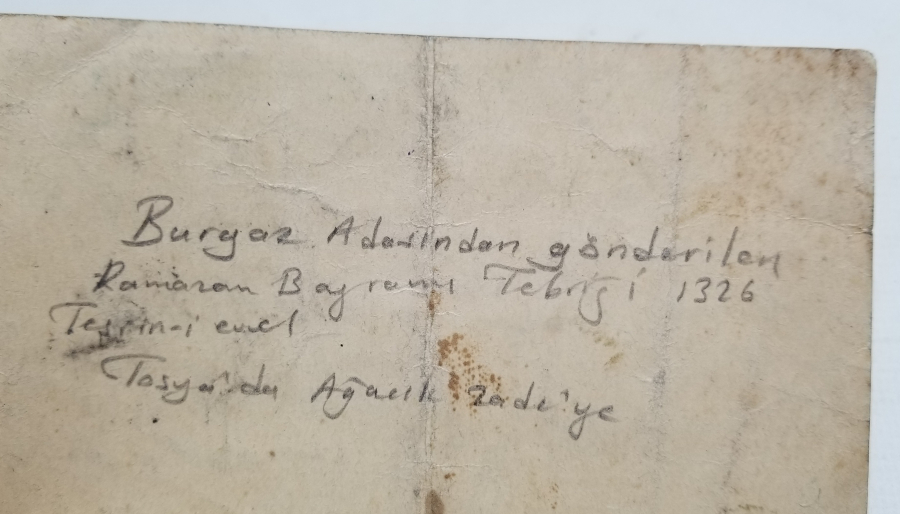 Burgaz Adasından gönderilen
Ramazan Bayramı Tebriği 1326
Teşrin-i evvel
Tosya'da Ağacık zade'ye